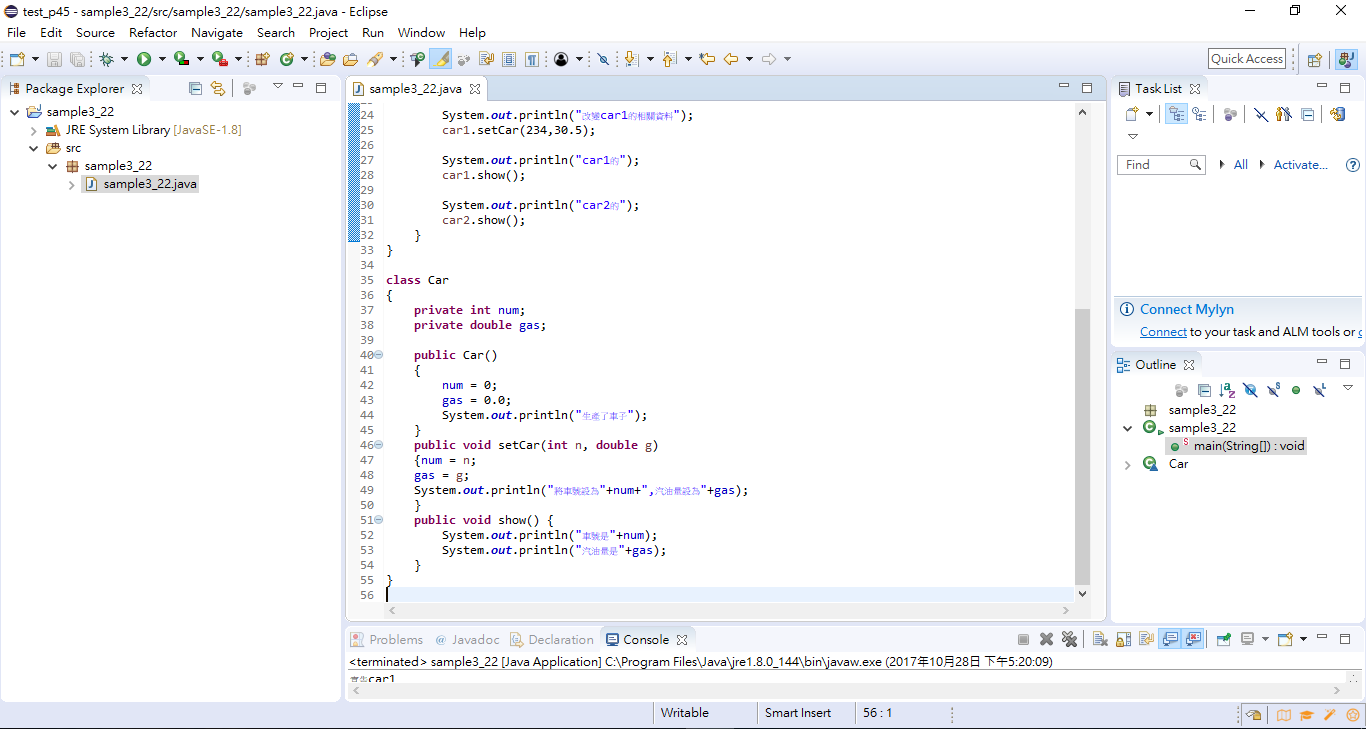 test_p45 - sample3_22/src/sample3_22/sample3_22.java - Eclipse
File Edit Source Refactor Navigate Search Project Run Window Help
Quick Access
Package Explorer
sample3_22
JRE System Library [JavaSE-1.8]
src
sample3_22
sample3_22.java
sample3_22.java
24 System.out.println("改變car1的相關資料");
25 car1.setCar(234,30.5);
26
27 System.out.println("car1的");
28 car1.show();
29
30 System.out.println("car2的");
31 car2.show();
32 }
33 }
34
35 class Car
36 {
37 private int num;
38 private double gas;
39
40 public Car()
41 {
42 num = 0;
43 gas = 0.0;
44 System.out.println("生產了車子");
45 }
46 public void setCar(int n, double g)
47 {num = n;
48 gas = g;
49 System.out.println("將車號設為"+num+",汽油量設為"+gas);
50 }
51 public void show() {
52 System.out.println("車號是"+num);
53 System.out.println("汽油量是"+gas);
54 }
55 }
56
Task List
Find All Activate...
Connect Mylyn
Connect to your task and ALM tools or
Outline
sample3_22
sample3_22
main(String[]) : void
Car
Problems @ Javadoc Declaration Console
<terminated> sample3_22 [Java Application] C:\Program Files\Java\jre1.8.0_144\bin\javaw.exe (2017年10月28日 下午5:20:09)
car1
Writable Smart Insert 56 : 1